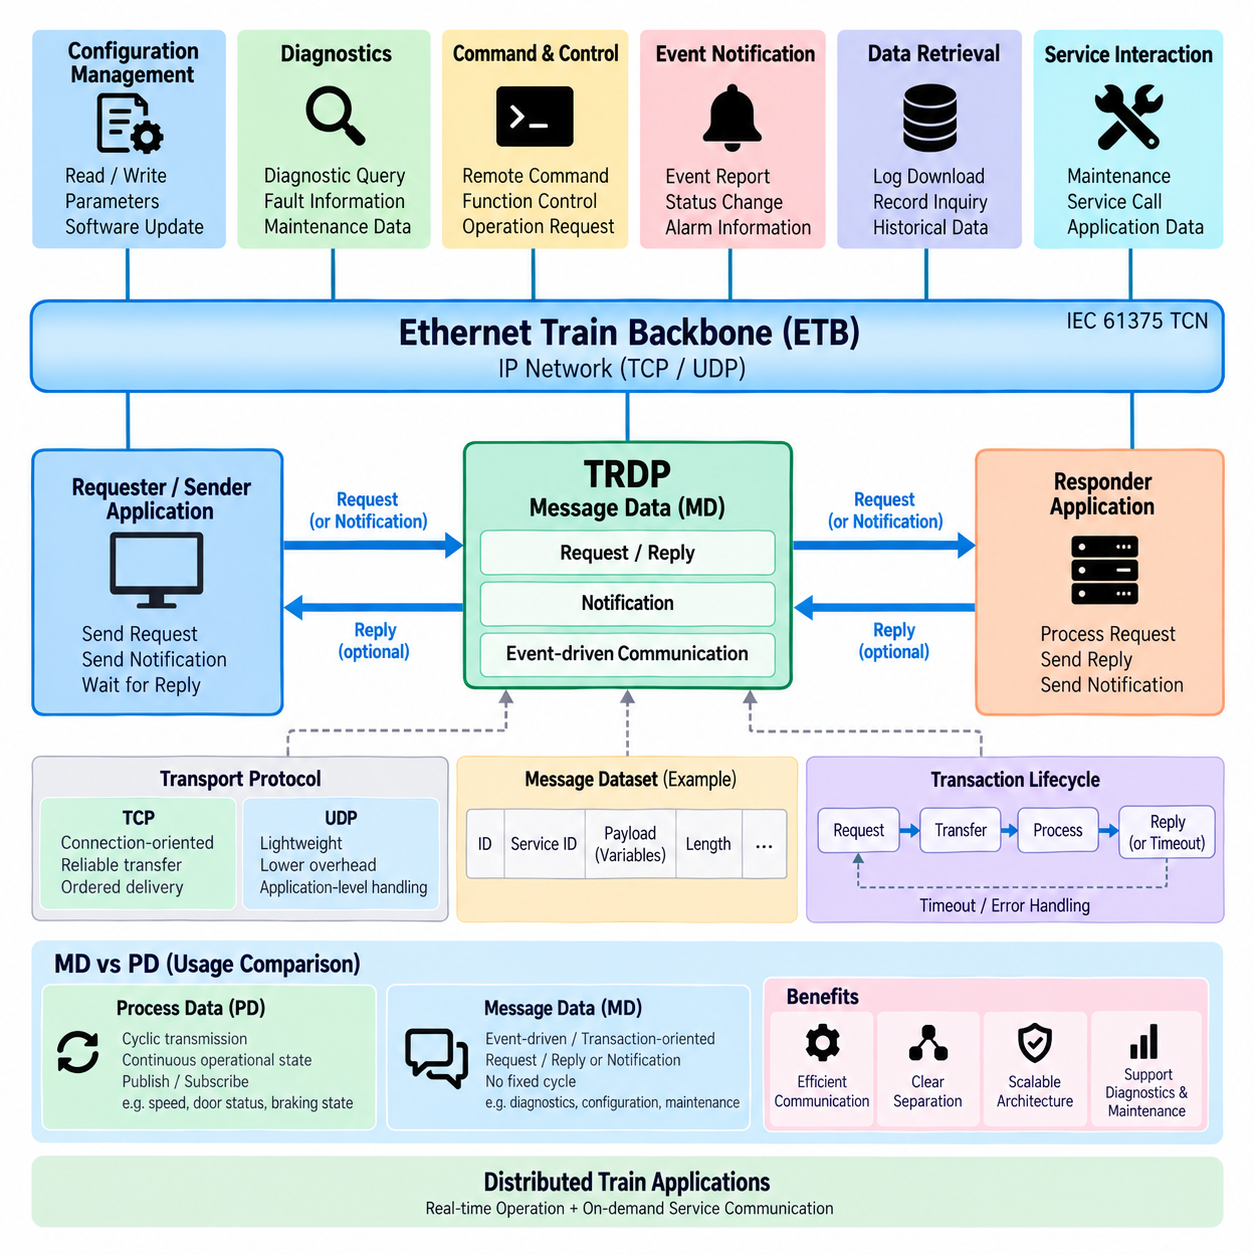 Configuration
Management
Read / Write
Parameters
Software Update
Diagnostics
Diagnostic Query
Fault Information
Maintenance Data
Command & Control
>_
Remote Command
Function Control
Operation Request
Event Notification
Event Report
Status Change
Alarm Information
Data Retrieval
Log Download
Record Inquiry
Historical Data
Service Interaction
Maintenance
Service Call
Application Data
Ethernet Train Backbone (ETB)
IP Network (TCP / UDP)
IEC 61375 TCN
Requester / Sender
Application
Send Request
Send Notification
Wait for Reply
Request
(or Notification)
Reply
(optional)
TRDP
Message Data (MD)
Request / Reply
Notification
Event-driven Communication
Request
(or Notification)
Reply
(optional)
Responder
Application
Process Request
Send Reply
Send Notification
Transport Protocol
TCP
Connection-oriented
Reliable transfer
Ordered delivery
UDP
Lightweight
Lower overhead
Application-level handling
Message Dataset (Example)
ID
Service ID
Payload
(Variables)
Length
...
Transaction Lifecycle
Request
Transfer
Process
Reply
(or Timeout)
Timeout / Error Handling
MD vs PD (Usage Comparison)
Process Data (PD)
Cyclic transmission
Continuous operational state
Publish / Subscribe
e.g. speed, door status, braking state
Message Data (MD)
Event-driven / Transaction-oriented
Request / Reply or Notification
No fixed cycle
e.g. diagnostics, configuration, maintenance
Benefits
Efficient
Communication
Clear
Separation
Scalable
Architecture
Support
Diagnostics &
Maintenance
Distributed Train Applications
Real-time Operation + On-demand Service Communication